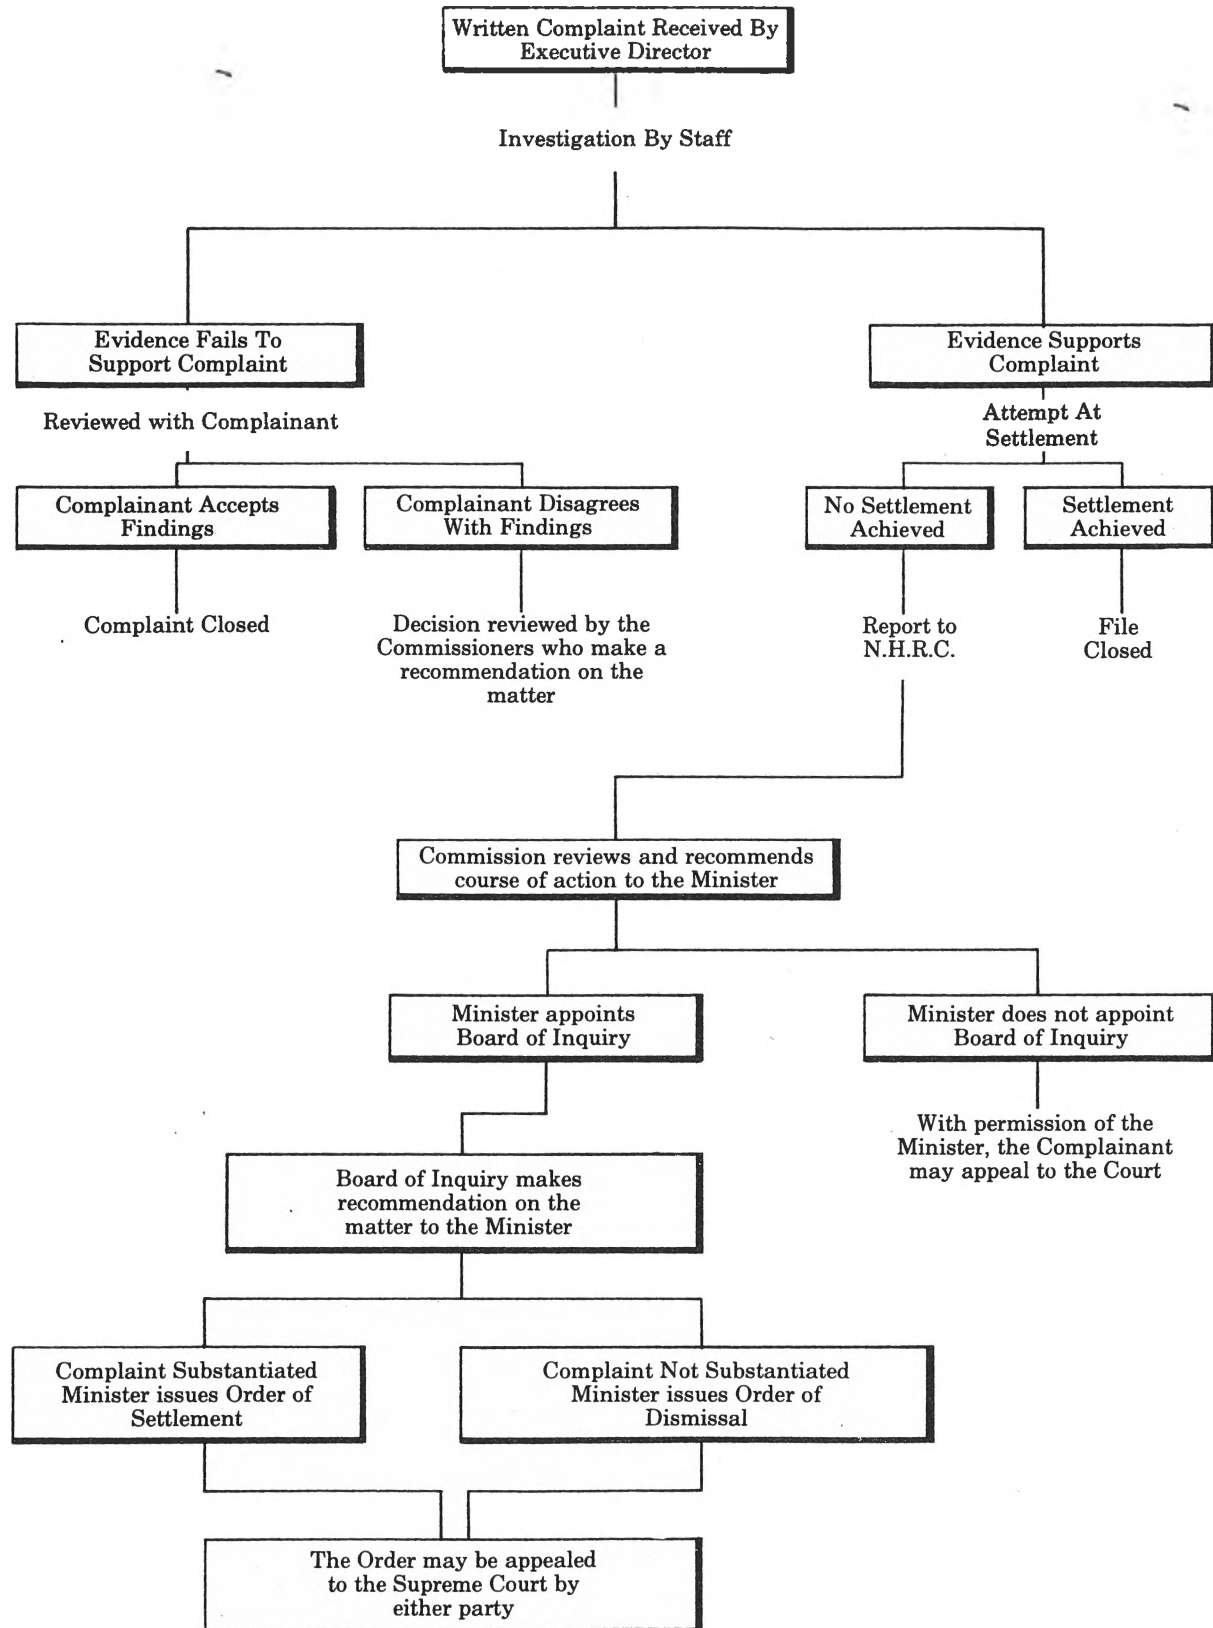 Written Complaint Received By
Executive Director
Investigation By Staff
Evidence Fails To
Support Complaint
Evidence Supports
Complaint
Reviewed with Complainant
Attempt At
Settlement
Complainant Accepts
Findings
Complainant Disagrees
With Findings
No Settlement
Achieved
Settlement
Achieved
Complaint Closed
Decision reviewed by the
Commissioners who make a
recommendation on the
matter
Report to
N.H.R.C.
File
Closed
Commission reviews and recommends
course of action to the Minister
Minister appoints
Board of Inquiry
Minister does not appoint
Board of Inquiry
With permission of the
Minister, the Complainant
may appeal to the Court
Board of Inquiry makes
recommendation on the
matter to the Minister
Complaint Substantiated
Minister issues Order of
Settlement
Complaint Not Substantiated
Minister issues Order of
Dismissal
The Order may be appealed
to the Supreme Court by
either party